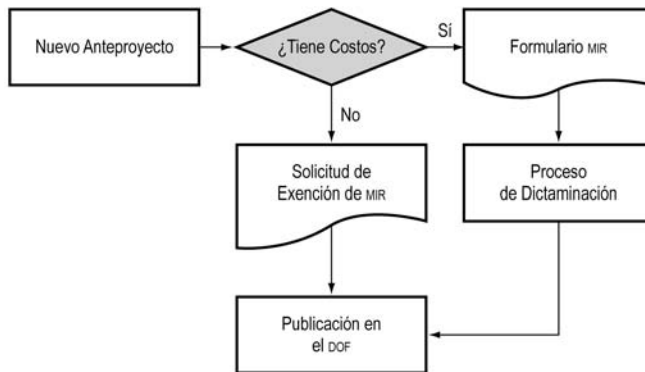 Nuevo Anteproyecto
¿Tiene Costos?
Sí
Formulario MIR
No
Solicitud de
Exención de MIR
Proceso
de Dictaminación
Publicación en
el DOF